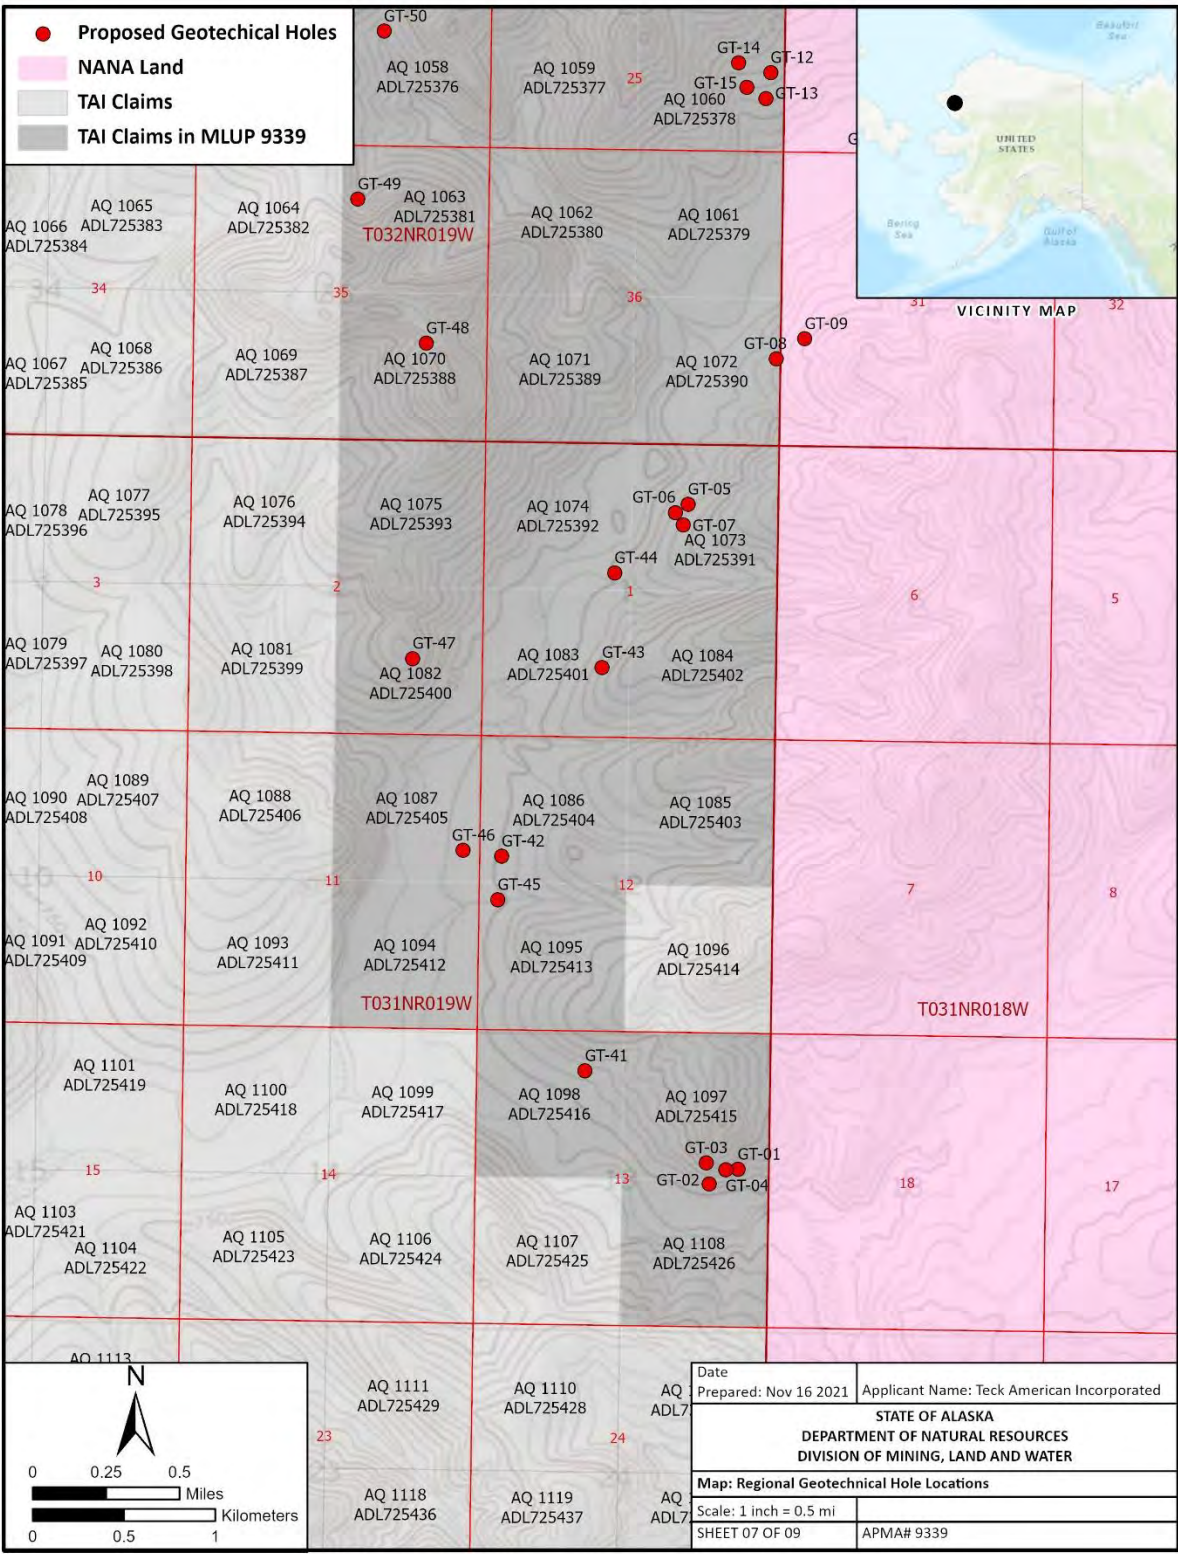 Proposed Geotechical Holes
NANA Land
TAI Claims
TAI Claims in MLUP 9339
GT-50
AQ 1058
ADL725376
AQ 1059
ADL725377
25
GT-14
GT-12
GT-15
GT-13
AQ 1060
ADL725378
G
Beaufort
Sea
UNITED
STATES
Bering
Sea
Gulf of
Alaska
VICINITY MAP
GT-49
AQ 1066
ADL725384
AQ 1065
ADL725383
AQ 1064
ADL725382
AQ 1063
ADL725381
T032NR019W
AQ 1062
ADL725380
AQ 1061
ADL725379
34
35
36
31
32
GT-48
GT-09
GT-08
AQ 1067
ADL725385
AQ 1068
ADL725386
AQ 1069
ADL725387
AQ 1070
ADL725388
AQ 1071
ADL725389
AQ 1072
ADL725390
AQ 1078
ADL725396
AQ 1077
ADL725395
AQ 1076
ADL725394
AQ 1075
ADL725393
AQ 1074
ADL725392
GT-06
GT-05
GT-07
AQ 1073
ADL725391
GT-44
3
2
1
6
5
AQ 1079
ADL725397
AQ 1080
ADL725398
AQ 1081
ADL725399
GT-47
AQ 1082
ADL725400
AQ 1083
ADL725401
GT-43
AQ 1084
ADL725402
AQ 1090
ADL725408
AQ 1089
ADL725407
AQ 1088
ADL725406
AQ 1087
ADL725405
AQ 1086
ADL725404
AQ 1085
ADL725403
GT-46
GT-42
GT-45
10
11
12
7
8
AQ 1091
ADL725409
AQ 1092
ADL725410
AQ 1093
ADL725411
AQ 1094
ADL725412
AQ 1095
ADL725413
AQ 1096
ADL725414
T031NR019W
T031NR018W
GT-41
AQ 1101
ADL725419
AQ 1100
ADL725418
AQ 1099
ADL725417
AQ 1098
ADL725416
AQ 1097
ADL725415
GT-03
GT-01
GT-02
GT-04
15
14
13
18
17
AQ 1103
ADL725421
AQ 1104
ADL725422
AQ 1105
ADL725423
AQ 1106
ADL725424
AQ 1107
ADL725425
AQ 1108
ADL725426
AQ 1113
AQ 1111
ADL725429
AQ 1110
ADL725428
AQ
ADL7
23
24
AQ 1118
ADL725436
AQ 1119
ADL725437
AQ
ADL7
N
0 0.25 0.5
Miles
Kilometers
0 0.5 1
Date
Prepared: Nov 16 2021
Applicant Name: Teck American Incorporated
STATE OF ALASKA
DEPARTMENT OF NATURAL RESOURCES
DIVISION OF MINING, LAND AND WATER
Map: Regional Geotechnical Hole Locations
Scale: 1 inch = 0.5 mi
SHEET 07 OF 09
APMA# 9339